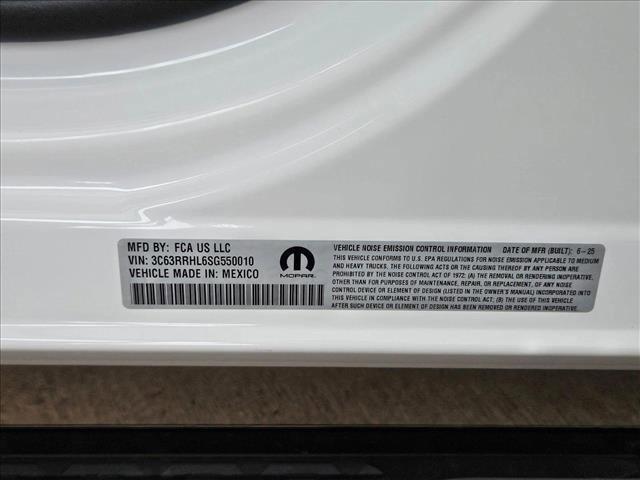 MFD BY: FCA US LLC
VIN: 3C63RRHL6SG550010
VEHICLE MADE IN: MEXICO
MOPAR
VEHICLE NOISE EMISSION CONTROL INFORMATION DATE OF MFR (BUILT): 6-25
CONFORMS TO U.S. EPA REGULATIONS FOR NOISE EMISSION APPLICABLE TO MEDIUM
AND HEAVY TRUCKS. THE FOLLOWING ACTS OR CAUSING THEREOF BY ANY PERSON ARE
PROHIBITED BY THE NOISE CONTROL ACT OF 1972: (A) THE REMOVAL OR RENDERING INOPERATIVE,
OTHER THAN FOR PURPOSES OF MAINTENANCE, REPAIR, OR REPLACEMENT, OF ANY NOISE
CONTROL DEVICE OR ELEMENT OF DESIGN (LISTED IN THE OWNER'S MANUAL) INCORPORATED INTO
THIS VEHICLE IN COMPLIANCE WITH THE NOISE CONTROL ACT; (B) THE USE OF THIS VEHICLE
AFTER SUCH DEVICE OR ELEMENT OF DESIGN HAS BEEN REMOVED OR RENDERED INOPERATIVE.